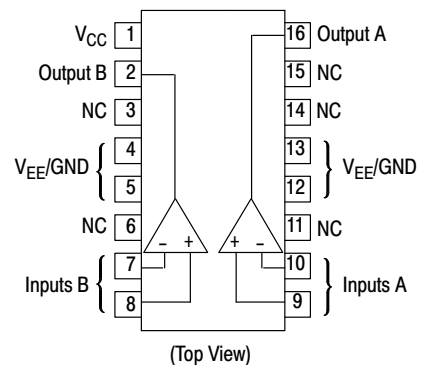 VCC 1 16 Output A
Output B 2 15 NC
NC 3 14 NC
VEE/GND { 4 13 } VEE/GND
5 12
NC 6 11 NC
- + + -
Inputs B { 7 10 } Inputs A
8 9
(Top View)